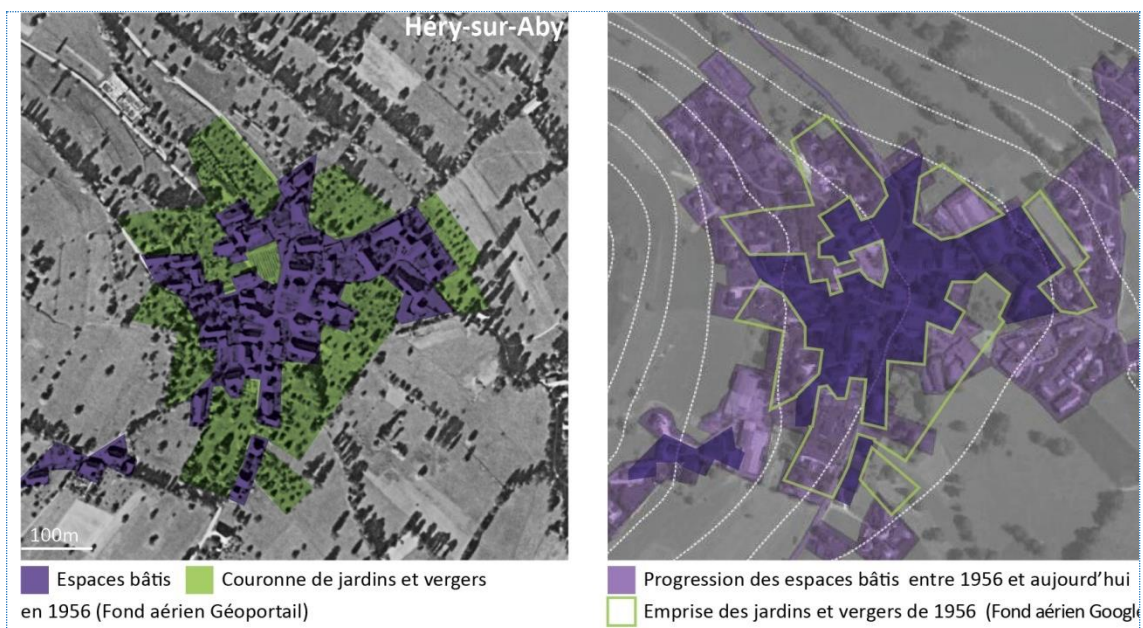 Héry-sur-Aby
100m
Espaces bâtis Couronne de jardins et vergers
en 1956 (Fond aérien Géoportail)
Progression des espaces bâtis entre 1956 et aujourd'hui
Emprise des jardins et vergers de 1956 (Fond aérien Google